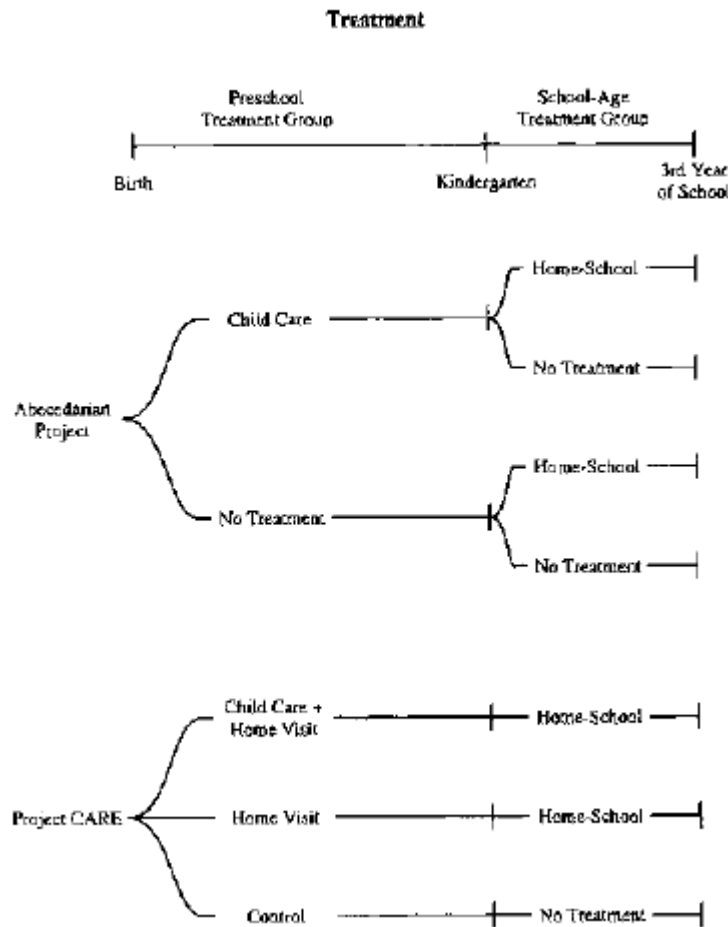 Treatment
Preschool
Treatment Group
School-Age
Treatment Group
Birth
Kindergarten
3rd Year
of School
Home-School
Child Care
No Treatment
Abecedarian
Project
Home-School
No Treatment
No Treatment
Child Care +
Home Visit
Home-School
Project CARE
Home Visit
Home-School
Control
No Treatment